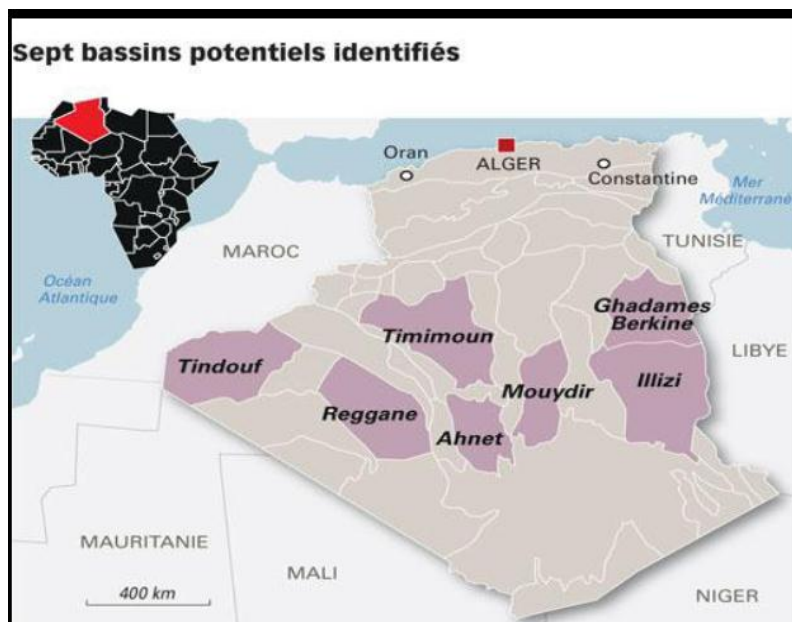 Sept bassins potentiels identifiés
Oran
ALGER
Constantine
Mer
Méditerrané
TUNISIE
MAROC
Océan
Atlantique
Ghadames
Berkine
Timimoun
LIBYE
Tindouf
Illizi
Mouydir
Reggane
Ahnet
MAURITANIE
MALI
400 km
NIGER